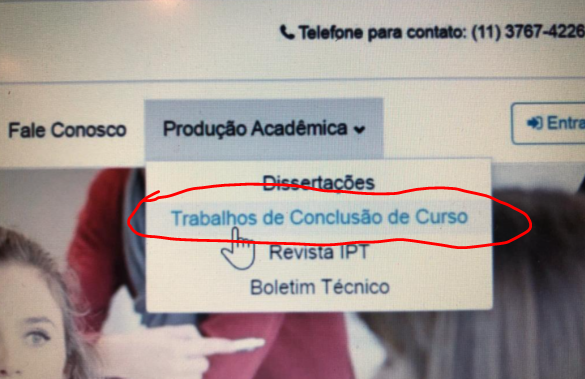 Telefone para contato: (11) 3767-4226
Fale Conosco
Produção Acadêmica
Entra
Dissertações
Trabalhos de Conclusão de Curso
Revista IPT
Boletim Técnico